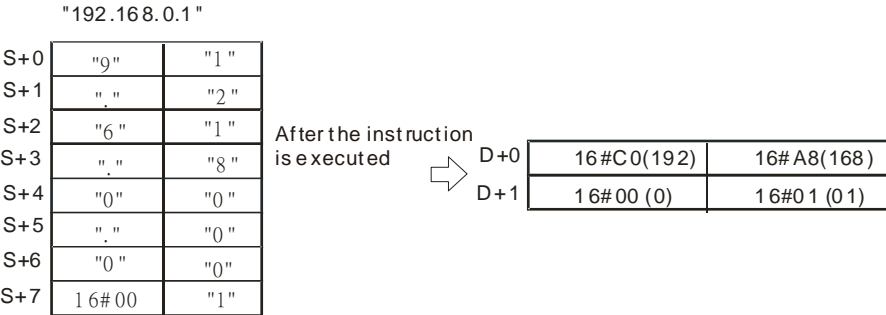 "192.168.0.1"
S+0 "9" "1"
S+1 "." "2"
S+2 "6" "1"
S+3 "." "8"
S+4 "0" "0"
S+5 "." "0"
S+6 "0" "0"
S+7 16#00 "1"
After the instruction
is executed
D+0 16#C0(192) 16#A8(168)
D+1 16#00 (0) 16#01 (01)